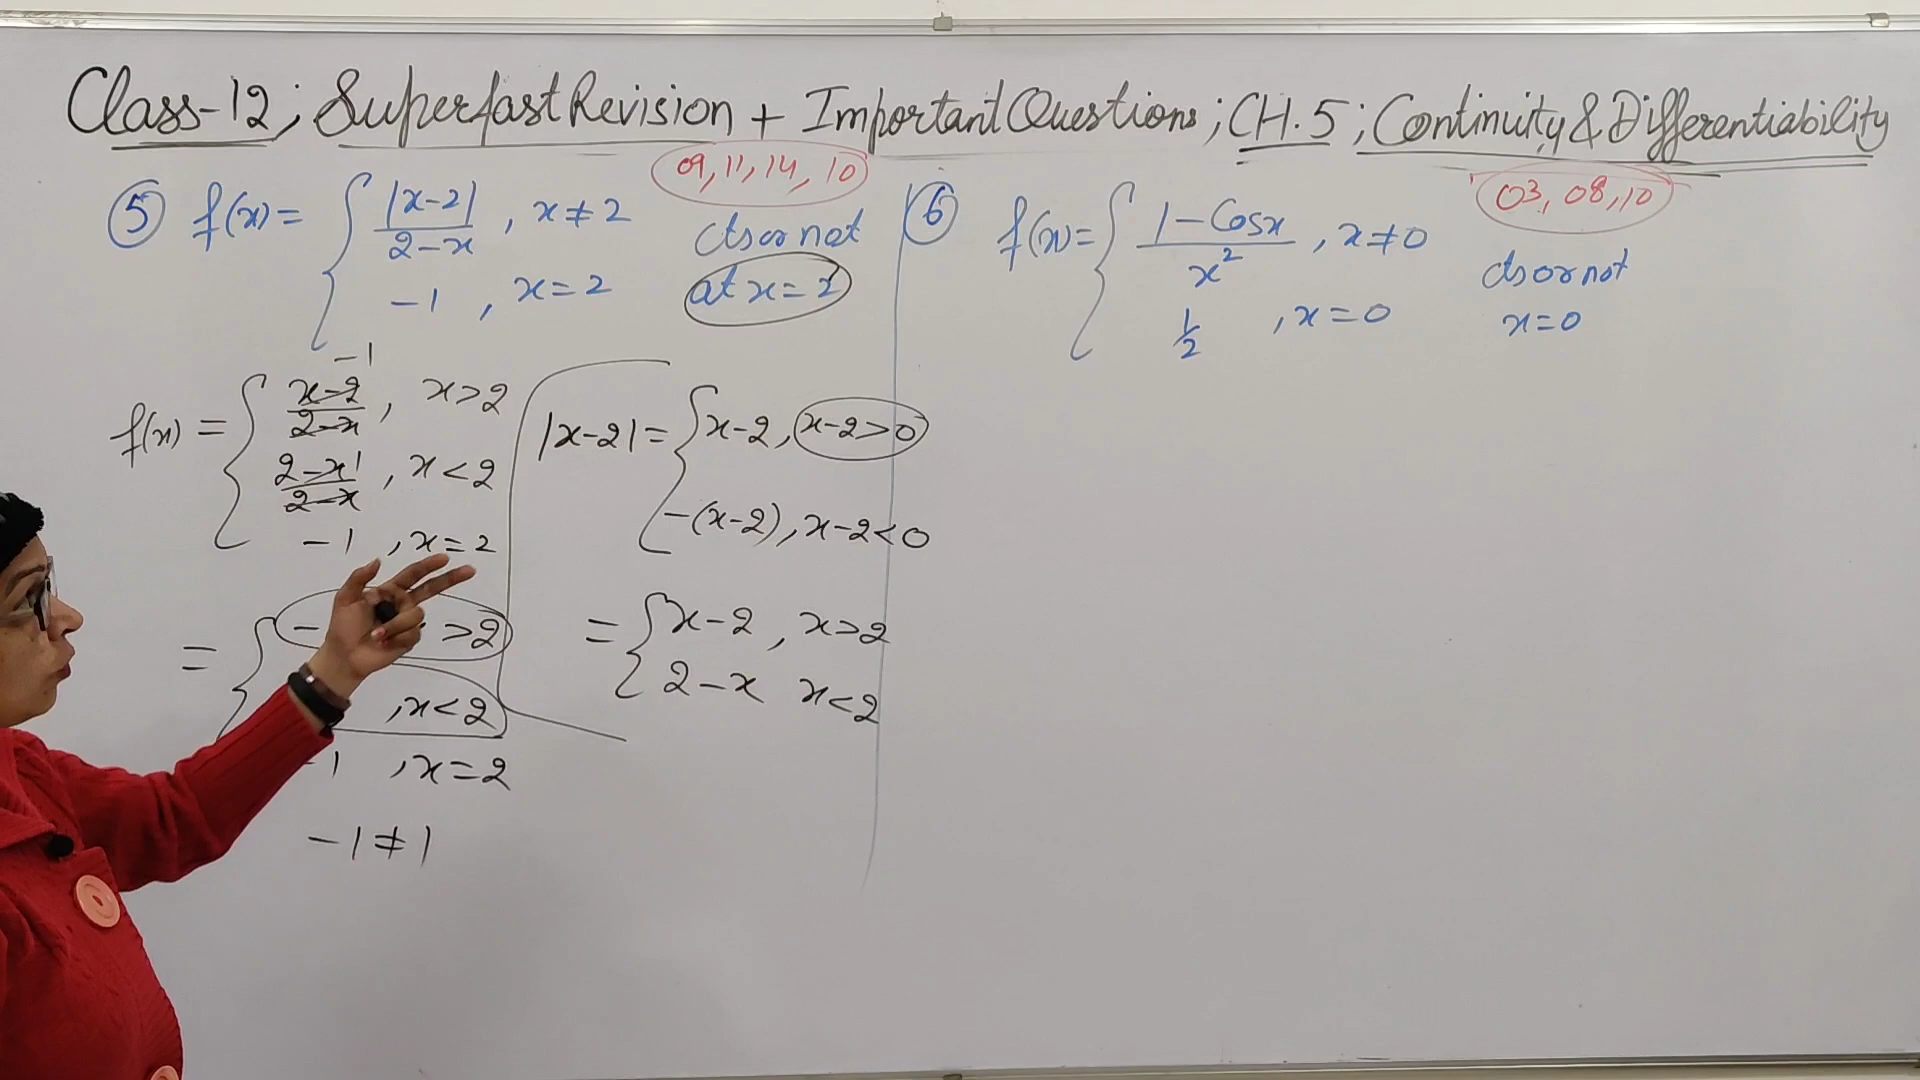 Class-12; Superfast Revision + Important Questions; CH.5; Continuity & Differentiability
09, 11, 14, 10
⑤ f(x) = { |x-2| / 2-x , x≠2
-1 , x=2
cts or not
at x=2
f(x) = { x-2 / 2-x , x>2
-1
2-x / 2-x , x<2
1
-1 , x=2
= { - >2
, x<2
-1 , x=2
-1 ≠ 1
|x-2| = { x-2, x-2>0
-(x-2), x-2<0
= { x-2 , x>2
2-x x<2
03, 08, 10
⑥ f(x) = { 1-Cosx / x² , x≠0
1/2 , x=0
cts or not
x=0